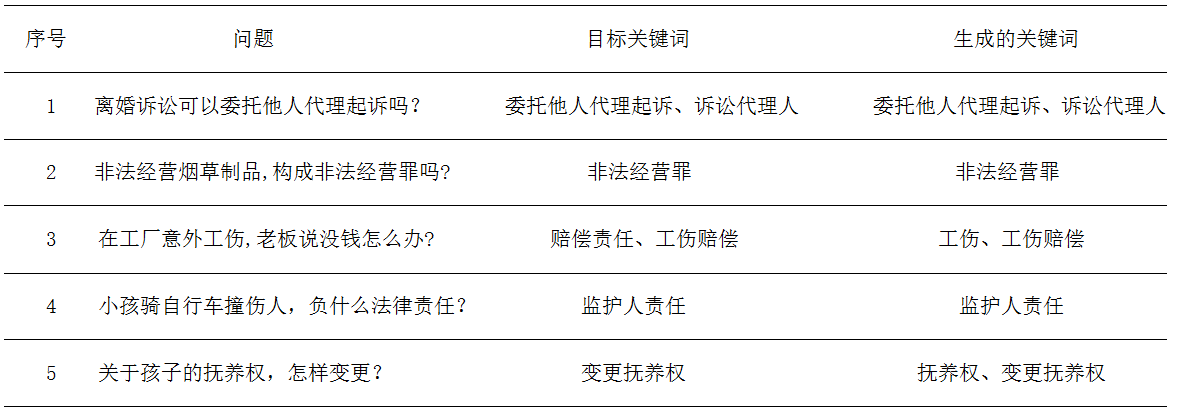 序号 问题 目标关键词 生成的关键词
1 离婚诉讼可以委托他人代理起诉吗？ 委托他人代理起诉、诉讼代理人 委托他人代理起诉、诉讼代理人
2 非法经营烟草制品,构成非法经营罪吗? 非法经营罪 非法经营罪
3 在工厂意外工伤,老板说没钱怎么办? 赔偿责任、工伤赔偿 工伤、工伤赔偿
4 小孩骑自行车撞伤人，负什么法律责任？ 监护人责任 监护人责任
5 关于孩子的抚养权，怎样变更？ 变更抚养权 抚养权、变更抚养权